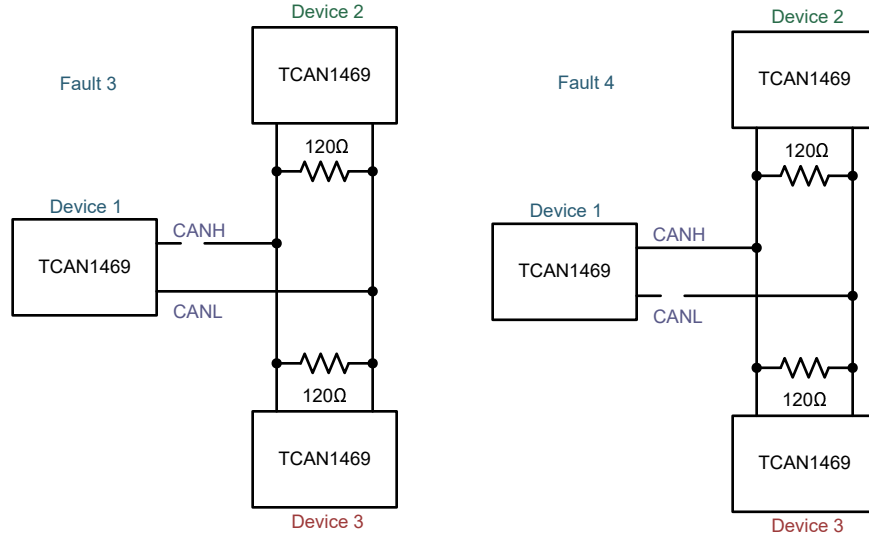 Device 2
TCAN1469
Fault 3
120Ω
Device 1
TCAN1469
CANH
CANL
120Ω
TCAN1469
Device 3
Device 2
TCAN1469
Fault 4
120Ω
Device 1
TCAN1469
CANH
CANL
120Ω
TCAN1469
Device 3